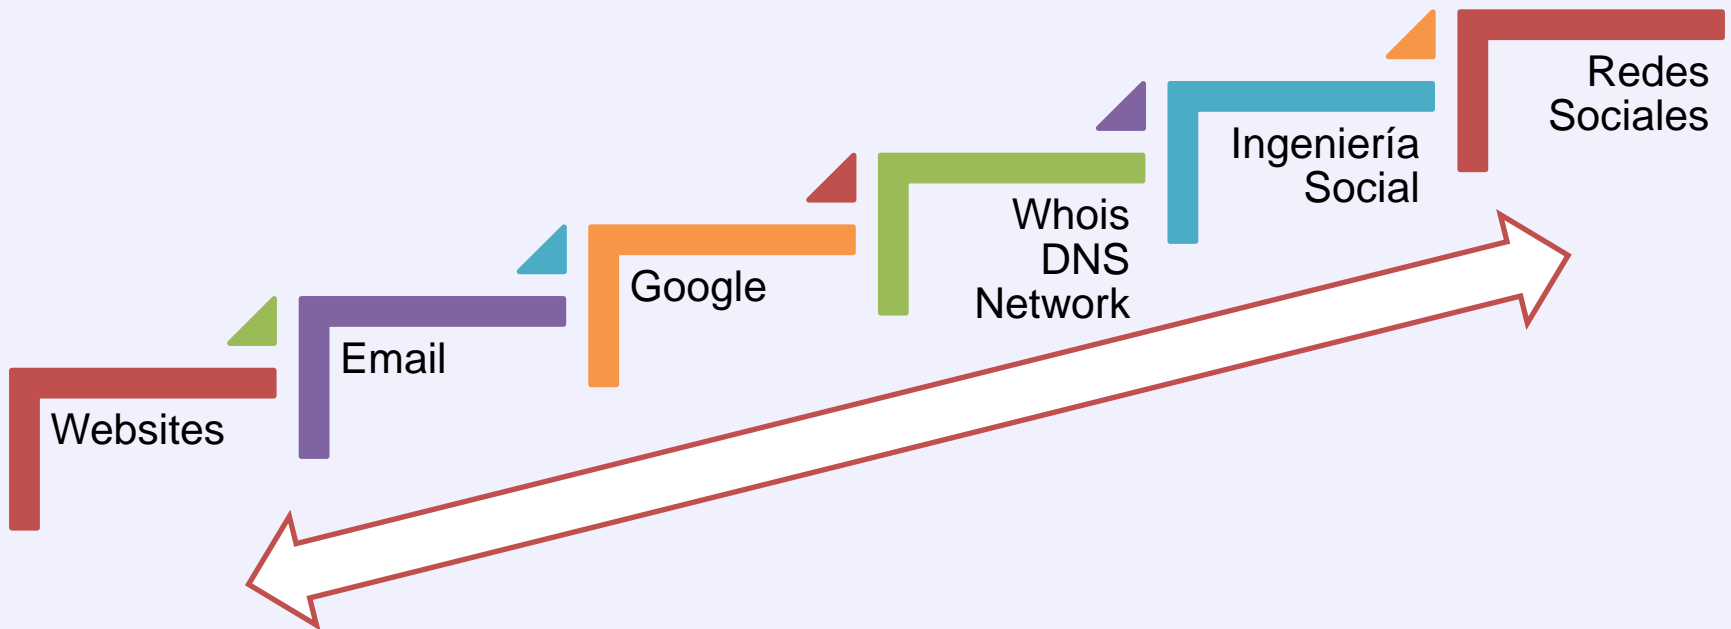 Websites
Email
Google
Whois
DNS
Network
Ingeniería
Social
Redes
Sociales